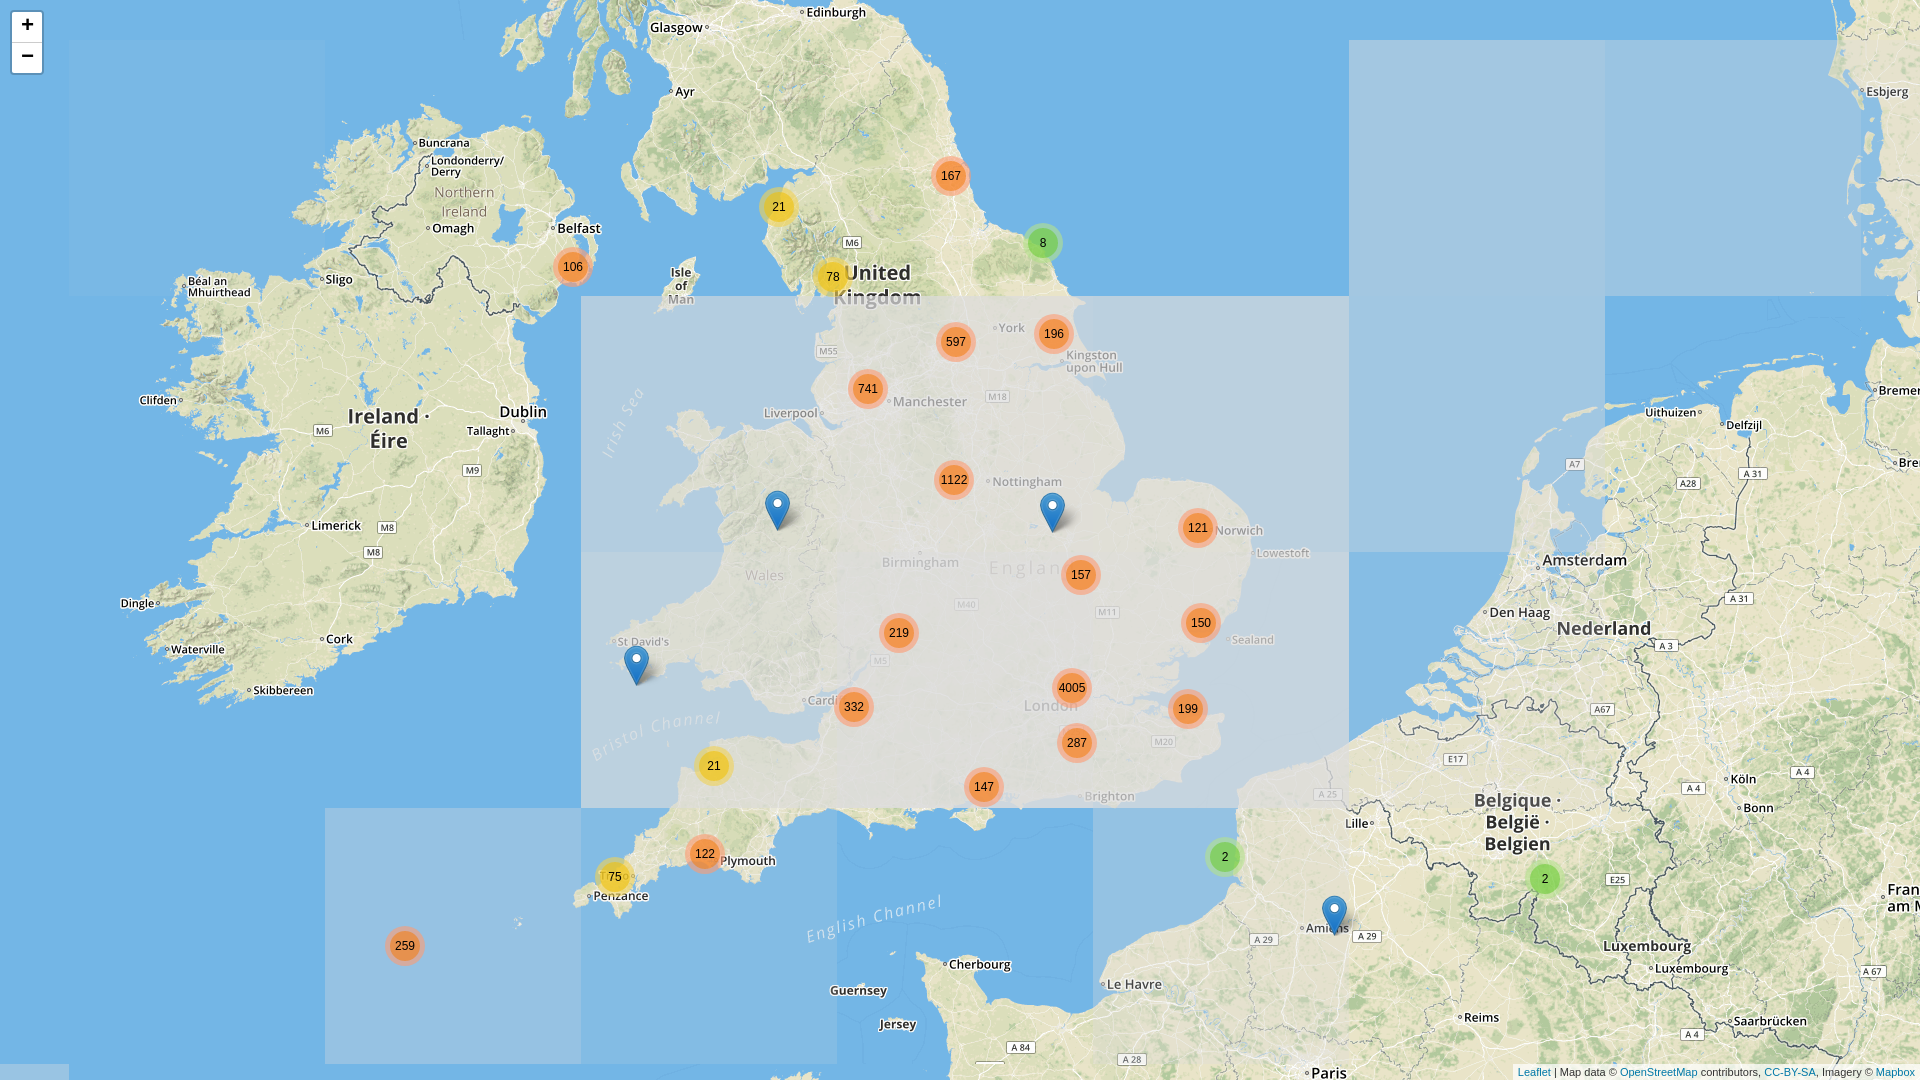 +
−
Edinburgh
Glasgow
Ayr
Esbjerg
Buncrana
Londonderry/
Derry
Northern
Ireland
Omagh
Belfast
167
21
8
106
78
M6
United
Kingdom
Isle
of
Man
Sligo
Béal an
Mhuirthead
York
196
597
Kingston
upon Hull
M55
741
Manchester
M18
Liverpool
Irish Sea
Clifden
Ireland ·
Éire
Dublin
Tallaght
M6
M9
Uithuizen
Delfzijl
A7
A 31
A28
1122
Nottingham
121
Norwich
Lowestoft
Limerick
M8
M8
Birmingham
Wales
157
Amsterdam
M40
M11
A 31
Dingle
Den Haag
Nederland
219
150
Sealand
St David's
Cork
Waterville
A 3
M5
Skibbereen
4005
London
199
332
A67
Bristol Channel
287
M20
E17
21
147
Brighton
A 25
Köln
A 4
A 4
Bonn
Belgique ·
België ·
Belgien
Lille
122
Plymouth
2
75
Penzance
2
E25
English Channel
A 29
A 29
259
Luxembourg
Luxembourg
A 67
Cherbourg
Le Havre
Guernsey
Jersey
Reims
Saarbrücken
A 4
A 84
A 28
Paris
Leaflet | Map data © OpenStreetMap contributors, CC-BY-SA, Imagery © Mapbox